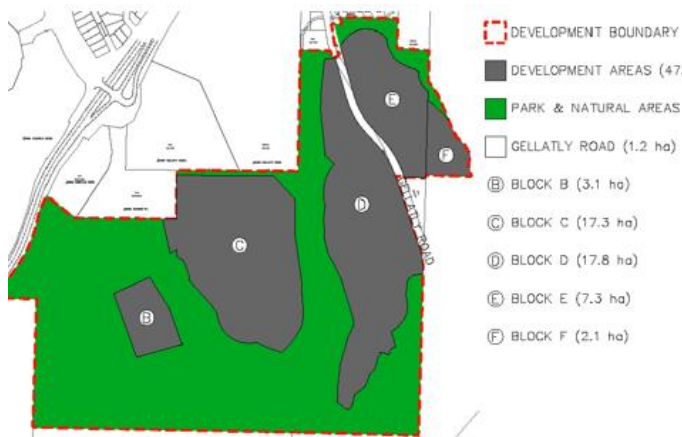 DEVELOPMENT BOUNDARY
DEVELOPMENT AREAS (47.
PARK & NATURAL AREAS
GELLATLY ROAD (1.2 ha)
B BLOCK B (3.1 ha)
C BLOCK C (17.3 ha)
D BLOCK D (17.8 ha)
E BLOCK E (7.3 ha)
F BLOCK F (2.1 ha)
E
F
D
GELLATLY ROAD
C
B